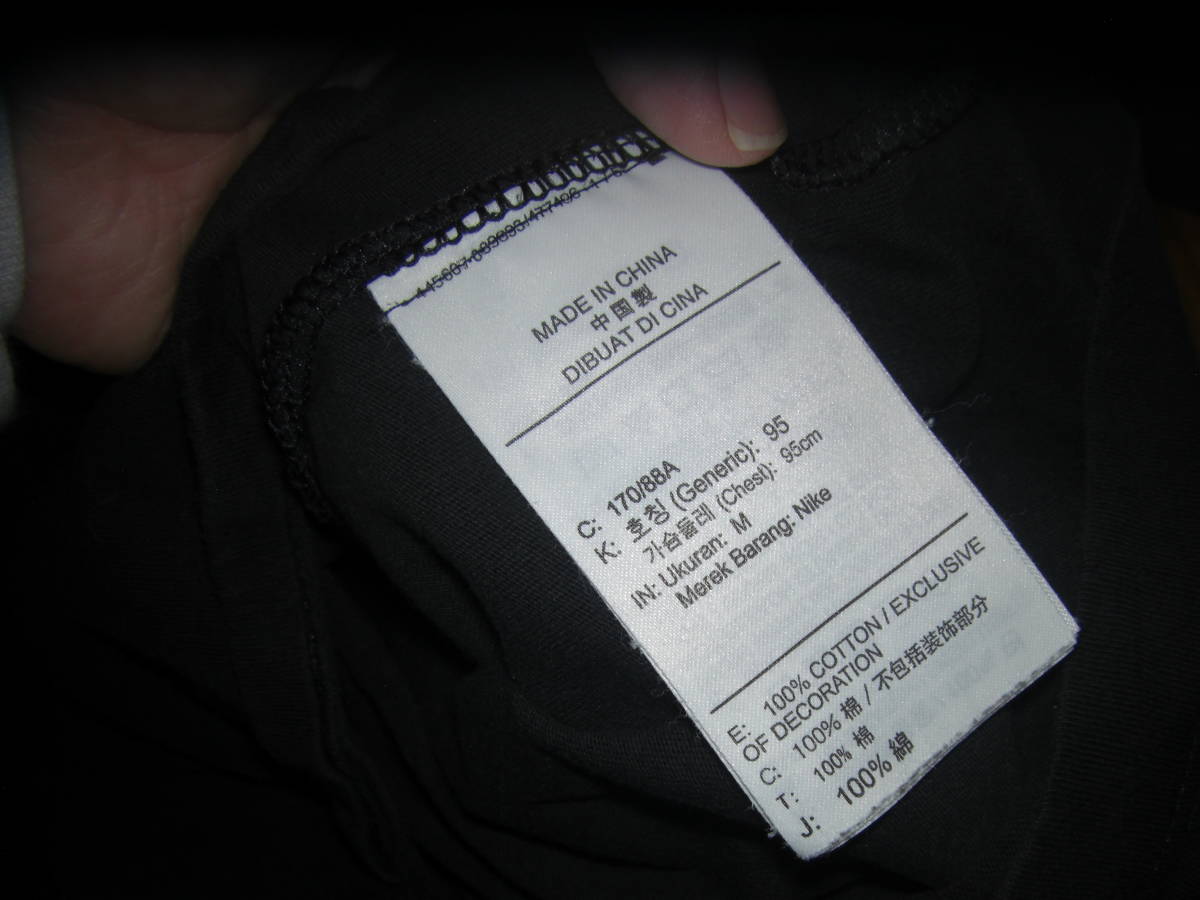 MADE IN CHINA
中国製
DIBUAT DI CINA
C: 170/88A
K: 호칭 (Generic): 95
가슴둘레 (Chest): 95cm
IN: Ukuran: M
Merek Barang: Nike
E: 100% COTTON / EXCLUSIVE
OF DECORATION
C: 100% 棉 / 不包括装饰部分
T: 100% 棉
J: 100% 綿